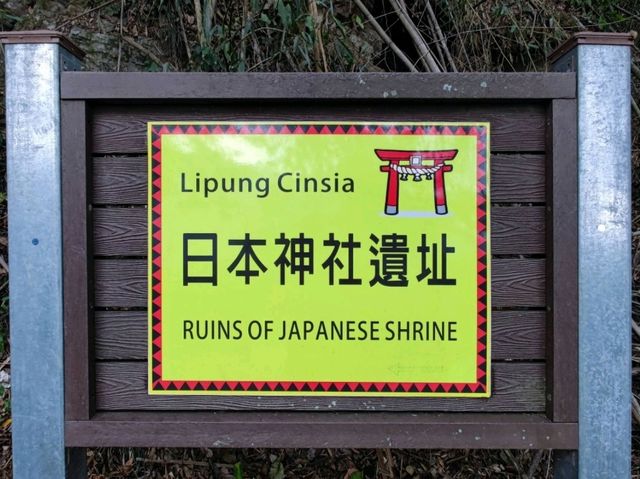 Lipung Cinsia
日本神社遺址
RUINS OF JAPANESE SHRINE